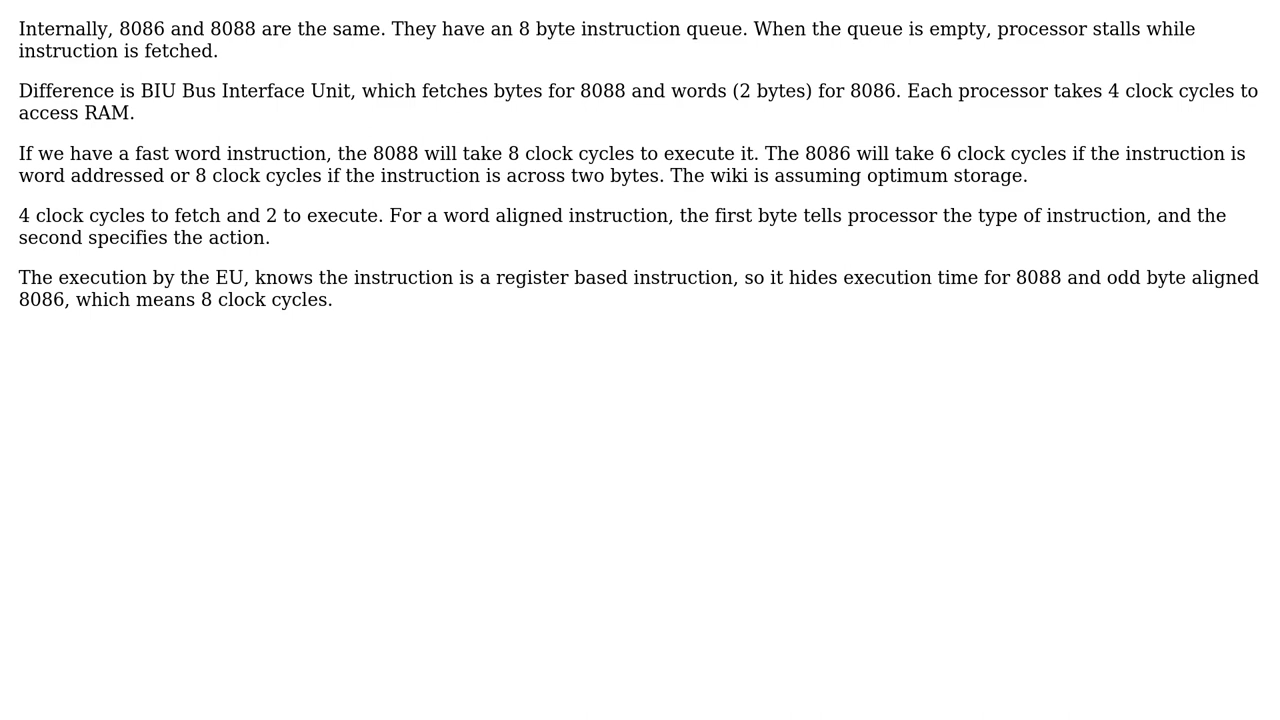 Internally, 8086 and 8088 are the same. They have an 8 byte instruction queue. When the queue is empty, processor stalls while
instruction is fetched.
Difference is BIU Bus Interface Unit, which fetches bytes for 8088 and words (2 bytes) for 8086. Each processor takes 4 clock cycles to
access RAM.
If we have a fast word instruction, the 8088 will take 8 clock cycles to execute it. The 8086 will take 6 clock cycles if the instruction is
word addressed or 8 clock cycles if the instruction is across two bytes. The wiki is assuming optimum storage.
4 clock cycles to fetch and 2 to execute. For a word aligned instruction, the first byte tells processor the type of instruction, and the
second specifies the action.
The execution by the EU, knows the instruction is a register based instruction, so it hides execution time for 8088 and odd byte aligned
8086, which means 8 clock cycles.